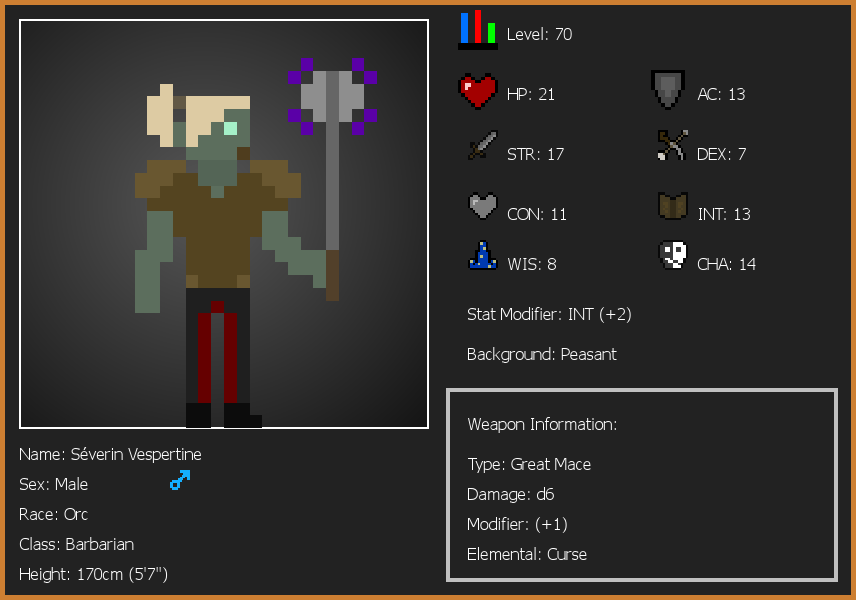 Level: 70
HP: 21
AC: 13
STR: 17
DEX: 7
CON: 11
INT: 13
WIS: 8
CHA: 14
Stat Modifier: INT (+2)
Background: Peasant
Weapon Information:
Type: Great Mace
Damage: d6
Modifier: (+1)
Elemental: Curse
Name: Séverin Vespertine
Sex: Male
Race: Orc
Class: Barbarian
Height: 170cm (5'7")